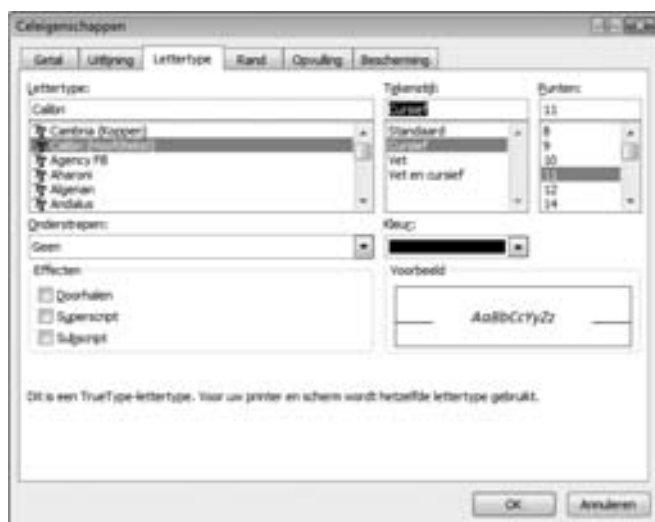 Celeigenschappen
Getal Uitlijning Lettertype Rand Opvulling Bescherming
Lettertype: Tekenstijl: Punten:
Calibri Cursief 11
Cambria (Koppen) Standaard 8
Calibri (Hoofdtekst) Cursief 9
Agency FB Vet 10
Aharoni Vet en cursief 11
Algerian 12
Andalus 14
Onderstrepen: Kleur:
Geen
Effecten Voorbeeld
Doorhalen
Superscript AaBbCcYyZz
Subscript
Dit is een TrueType-lettertype. Voor uw printer en scherm wordt hetzelfde lettertype gebruikt.
OK Annuleren